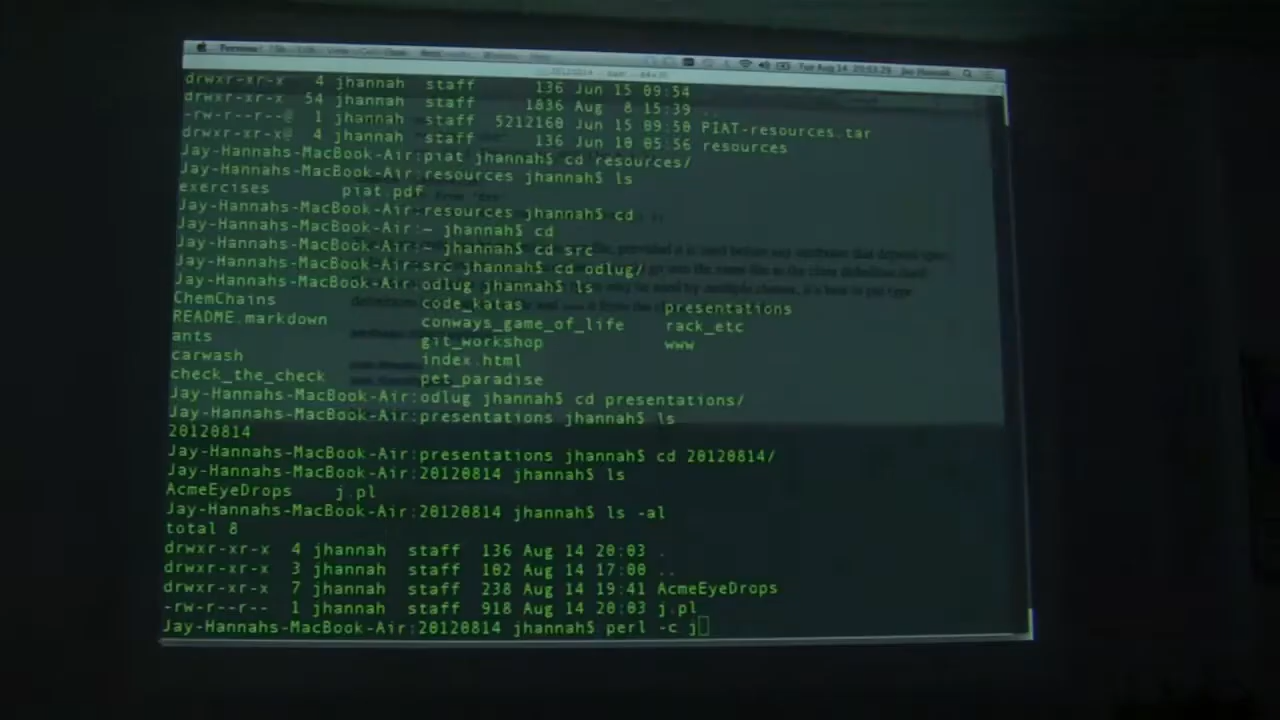 Terminal
Tue Aug 14 20:03:29 Jay Hannah
drwxr-xr-x 4 jhannah staff 136 Jun 15 09:54 .
drwxr-xr-x 54 jhannah staff 1836 Aug 8 15:39 ..
-rw-r--r--@ 1 jhannah staff 5212160 Jun 15 09:50 PIAT-resources.tar
drwxr-xr-x@ 4 jhannah staff 136 Jun 10 05:56 resources
Jay-Hannahs-MacBook-Air:piat jhannah$ cd resources/
Jay-Hannahs-MacBook-Air:resources jhannah$ ls
exercises piat.pdf
Jay-Hannahs-MacBook-Air:resources jhannah$ cd
Jay-Hannahs-MacBook-Air:~ jhannah$ cd
Jay-Hannahs-MacBook-Air:~ jhannah$ cd src
Jay-Hannahs-MacBook-Air:src jhannah$ cd odlug/
Jay-Hannahs-MacBook-Air:odlug jhannah$ ls
ChemChains code_katas presentations
README.markdown conways_game_of_life rack_etc
ants git_workshop www
carwash index.html
check_the_check pet_paradise
Jay-Hannahs-MacBook-Air:odlug jhannah$ cd presentations/
Jay-Hannahs-MacBook-Air:presentations jhannah$ ls
20120814
Jay-Hannahs-MacBook-Air:presentations jhannah$ cd 20120814/
Jay-Hannahs-MacBook-Air:20120814 jhannah$ ls
AcmeEyeDrops j.pl
Jay-Hannahs-MacBook-Air:20120814 jhannah$ ls -al
total 8
drwxr-xr-x 4 jhannah staff 136 Aug 14 20:03 .
drwxr-xr-x 3 jhannah staff 102 Aug 14 17:00 ..
drwxr-xr-x 7 jhannah staff 238 Aug 14 19:41 AcmeEyeDrops
-rw-r--r-- 1 jhannah staff 918 Aug 14 20:03 j.pl
Jay-Hannahs-MacBook-Air:20120814 jhannah$ perl -c j